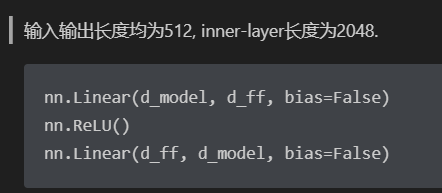 输入输出长度均为512, inner-layer长度为2048.
nn.Linear(d_model, d_ff, bias=False)
nn.ReLU()
nn.Linear(d_ff, d_model, bias=False)